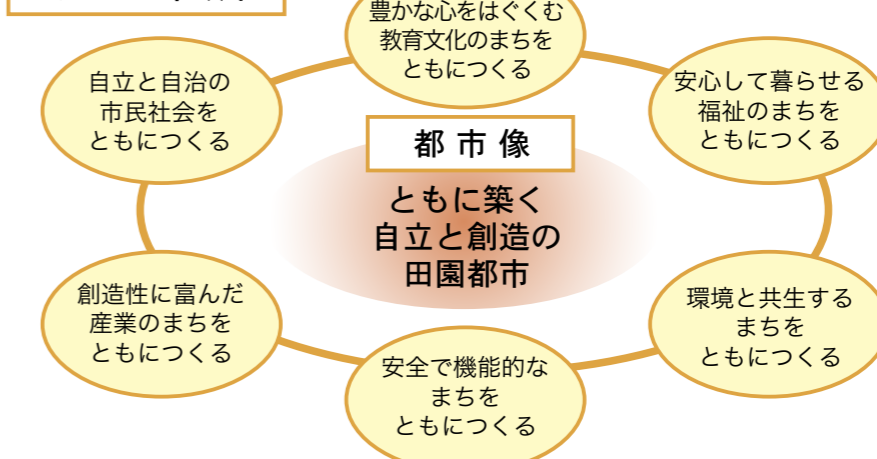 豊かな心をはぐくむ
教育文化のまちを
ともにつくる
自立と自治の
市民社会を
ともにつくる
安心して暮らせる
福祉のまちを
ともにつくる
都市像
ともに築く
自立と創造の
田園都市
創造性に富んだ
産業のまちを
ともにつくる
環境と共生する
まちを
ともにつくる
安全で機能的な
まちを
ともにつくる